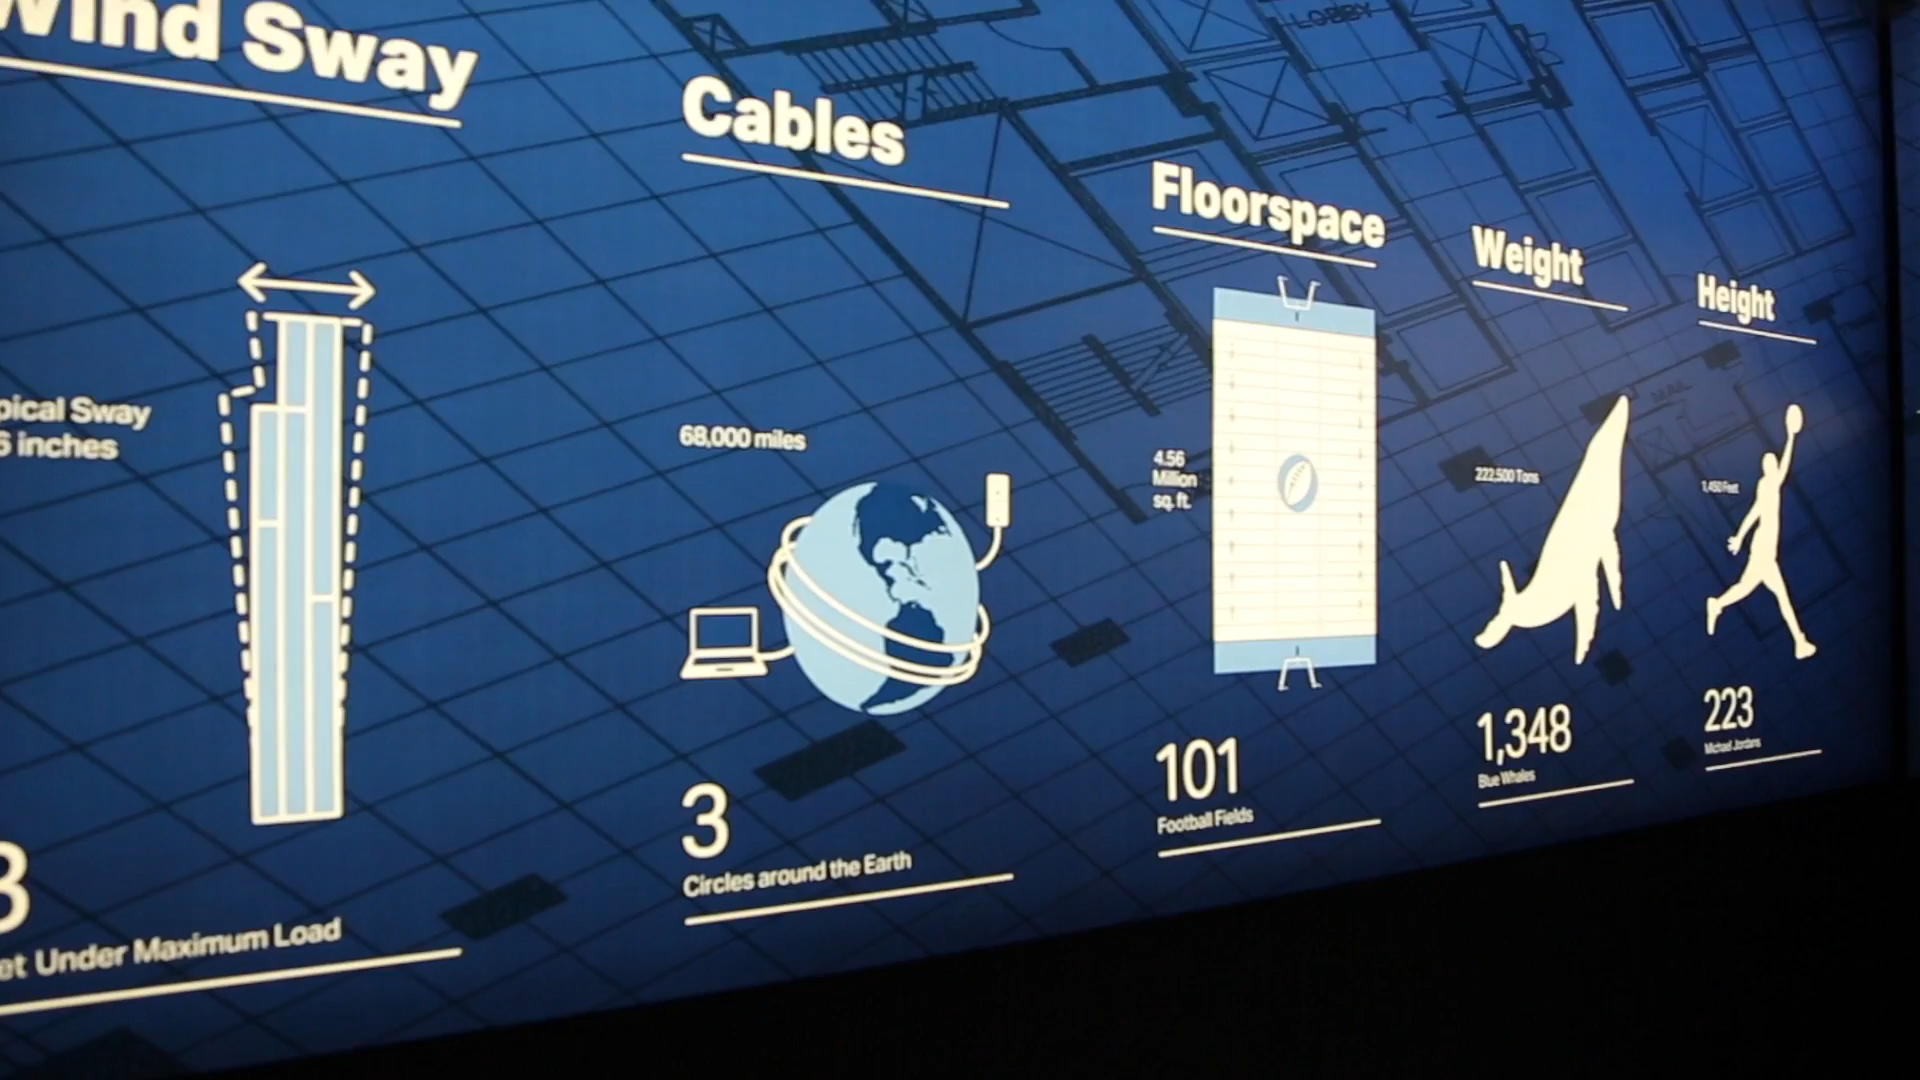 Wind Sway
pical Sway
6 inches
3
et Under Maximum Load
Cables
68,000 miles
3
Circles around the Earth
Floorspace
4.56
Million
sq. ft.
101
Football Fields
Weight
222,500 Tons
1,348
Blue Whales
Height
1,450 Feet
223
Michael Jordans
LOBBY
MAIL